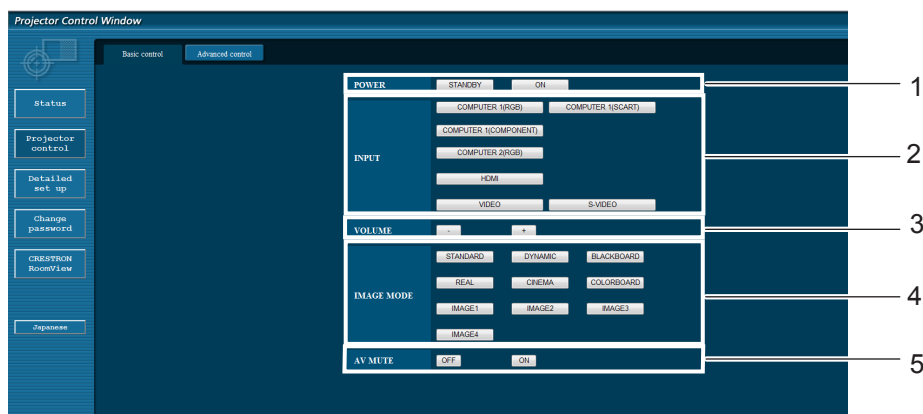 Projector Control Window
Basic control Advanced control
POWER STANDBY ON 1
Status
INPUT COMPUTER 1(RGB) COMPUTER 1(SCART)
COMPUTER 1(COMPONENT)
COMPUTER 2(RGB)
HDMI
VIDEO S-VIDEO
2
Projector
control
Detailed
set up
Change
password
VOLUME - + 3
CRESTRON
RoomView
IMAGE MODE STANDARD DYNAMIC BLACKBOARD
REAL CINEMA COLORBOARD
IMAGE1 IMAGE2 IMAGE3
IMAGE4
4
Japanese
AV MUTE OFF ON 5